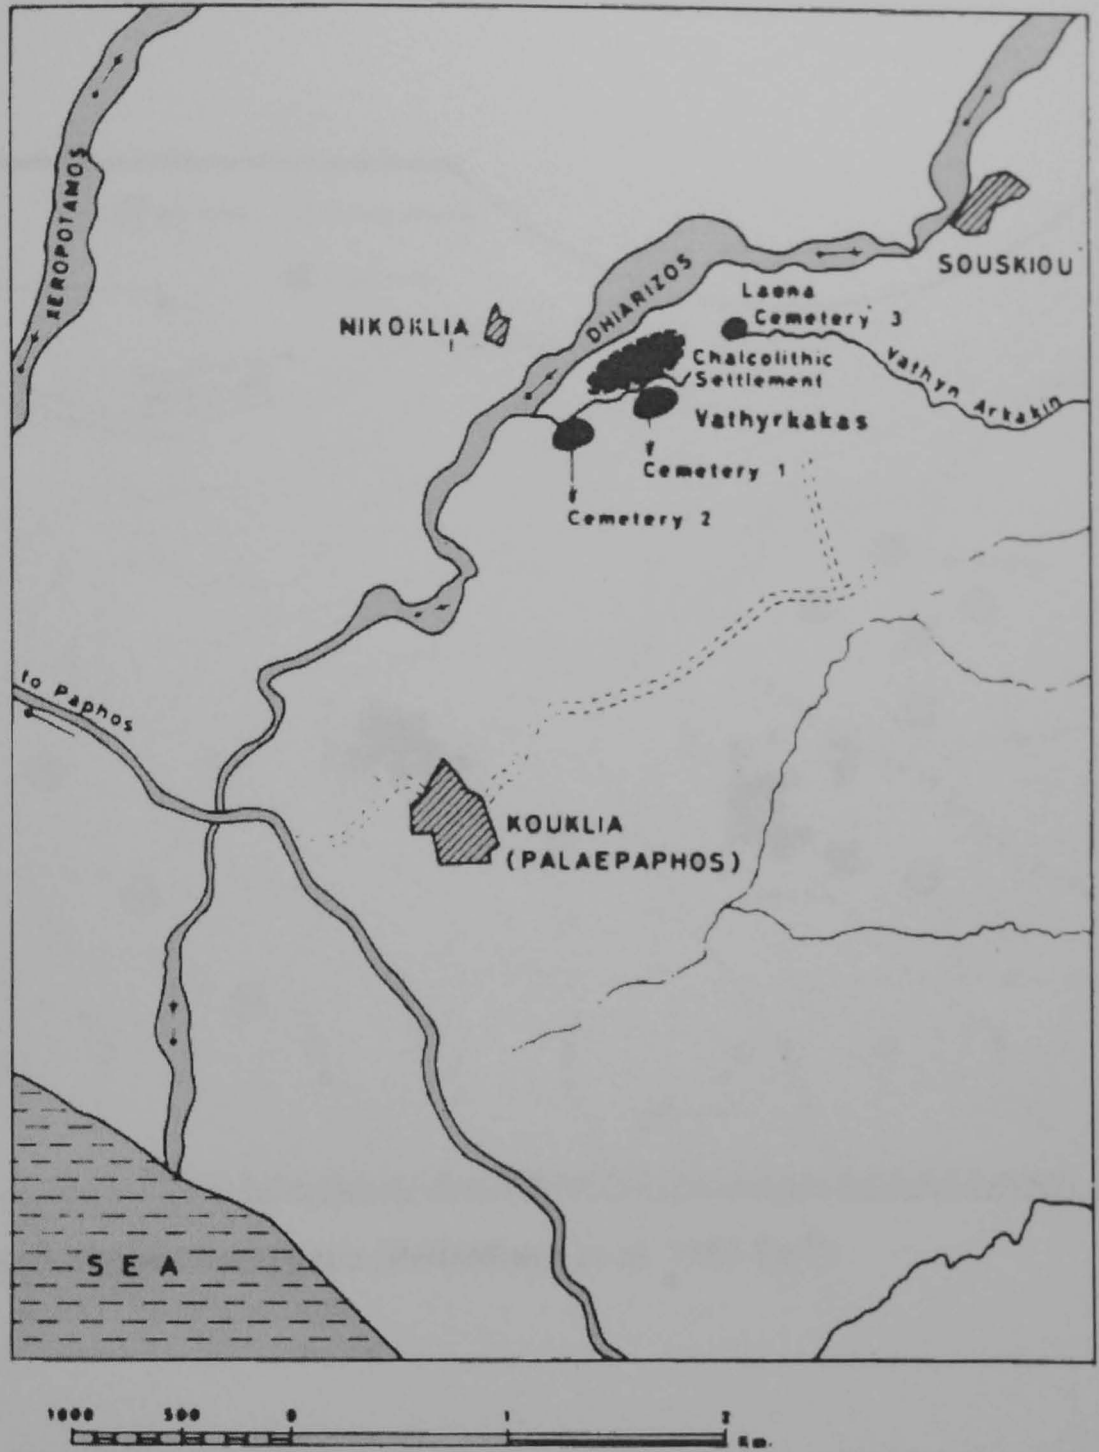 XEROPOTAMOS
SOUSKIOU
DHIARIZOS
Laona
Cemetery 3
NIKOKLIA
Chalcolithic
Settlement
Vathyn Arkakin
Vathyrkakas
Cemetery 1
Cemetery 2
to Paphos
KOUKLIA
(PALAEPAPHOS)
SEA
1000 500 0 1 2
Km.